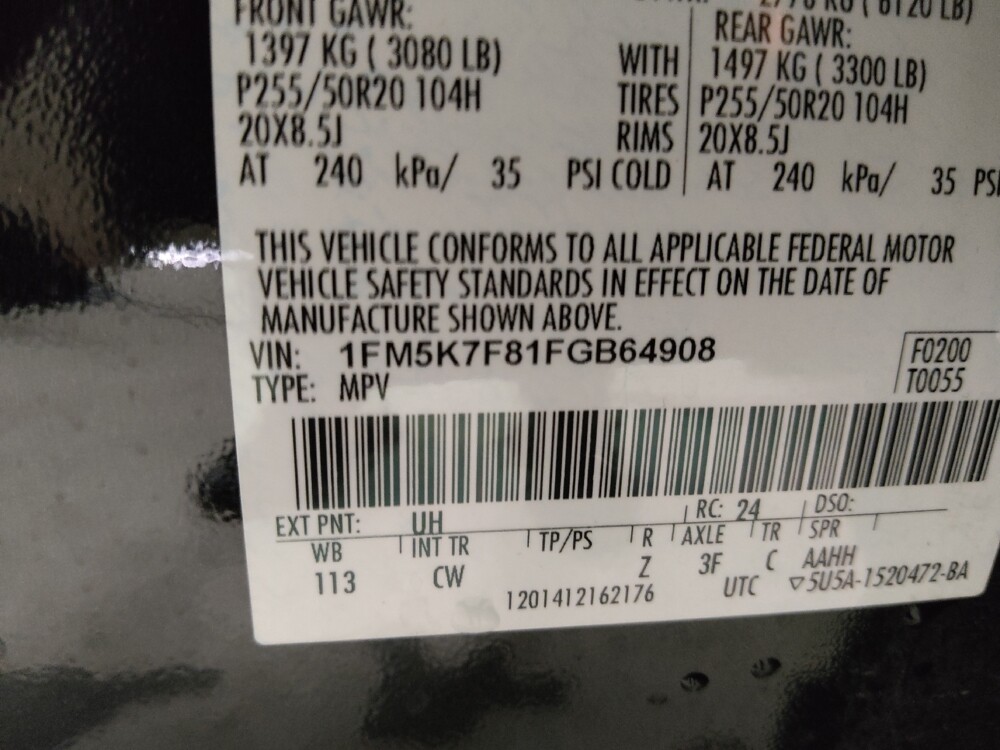 FRONT GAWR:
1397 KG ( 3080 LB)
P255/50R20 104H
20X8.5J
AT 240 kPa/ 35 PSI COLD
WITH
TIRES
RIMS
( 6120 LB)
REAR GAWR:
1497 KG ( 3300 LB)
P255/50R20 104H
20X8.5J
AT 240 kPa/ 35 PSI
THIS VEHICLE CONFORMS TO ALL APPLICABLE FEDERAL MOTOR
VEHICLE SAFETY STANDARDS IN EFFECT ON THE DATE OF
MANUFACTURE SHOWN ABOVE.
VIN: 1FM5K7F81FGB64908
TYPE: MPV
F0200
T0055
EXT PNT: UH RC: 24 DSO:
WB INT TR TP/PS R AXLE TR SPR
113 CW Z 3F C AAHH
1201412162176 UTC ▽5U5A-1520472-BA